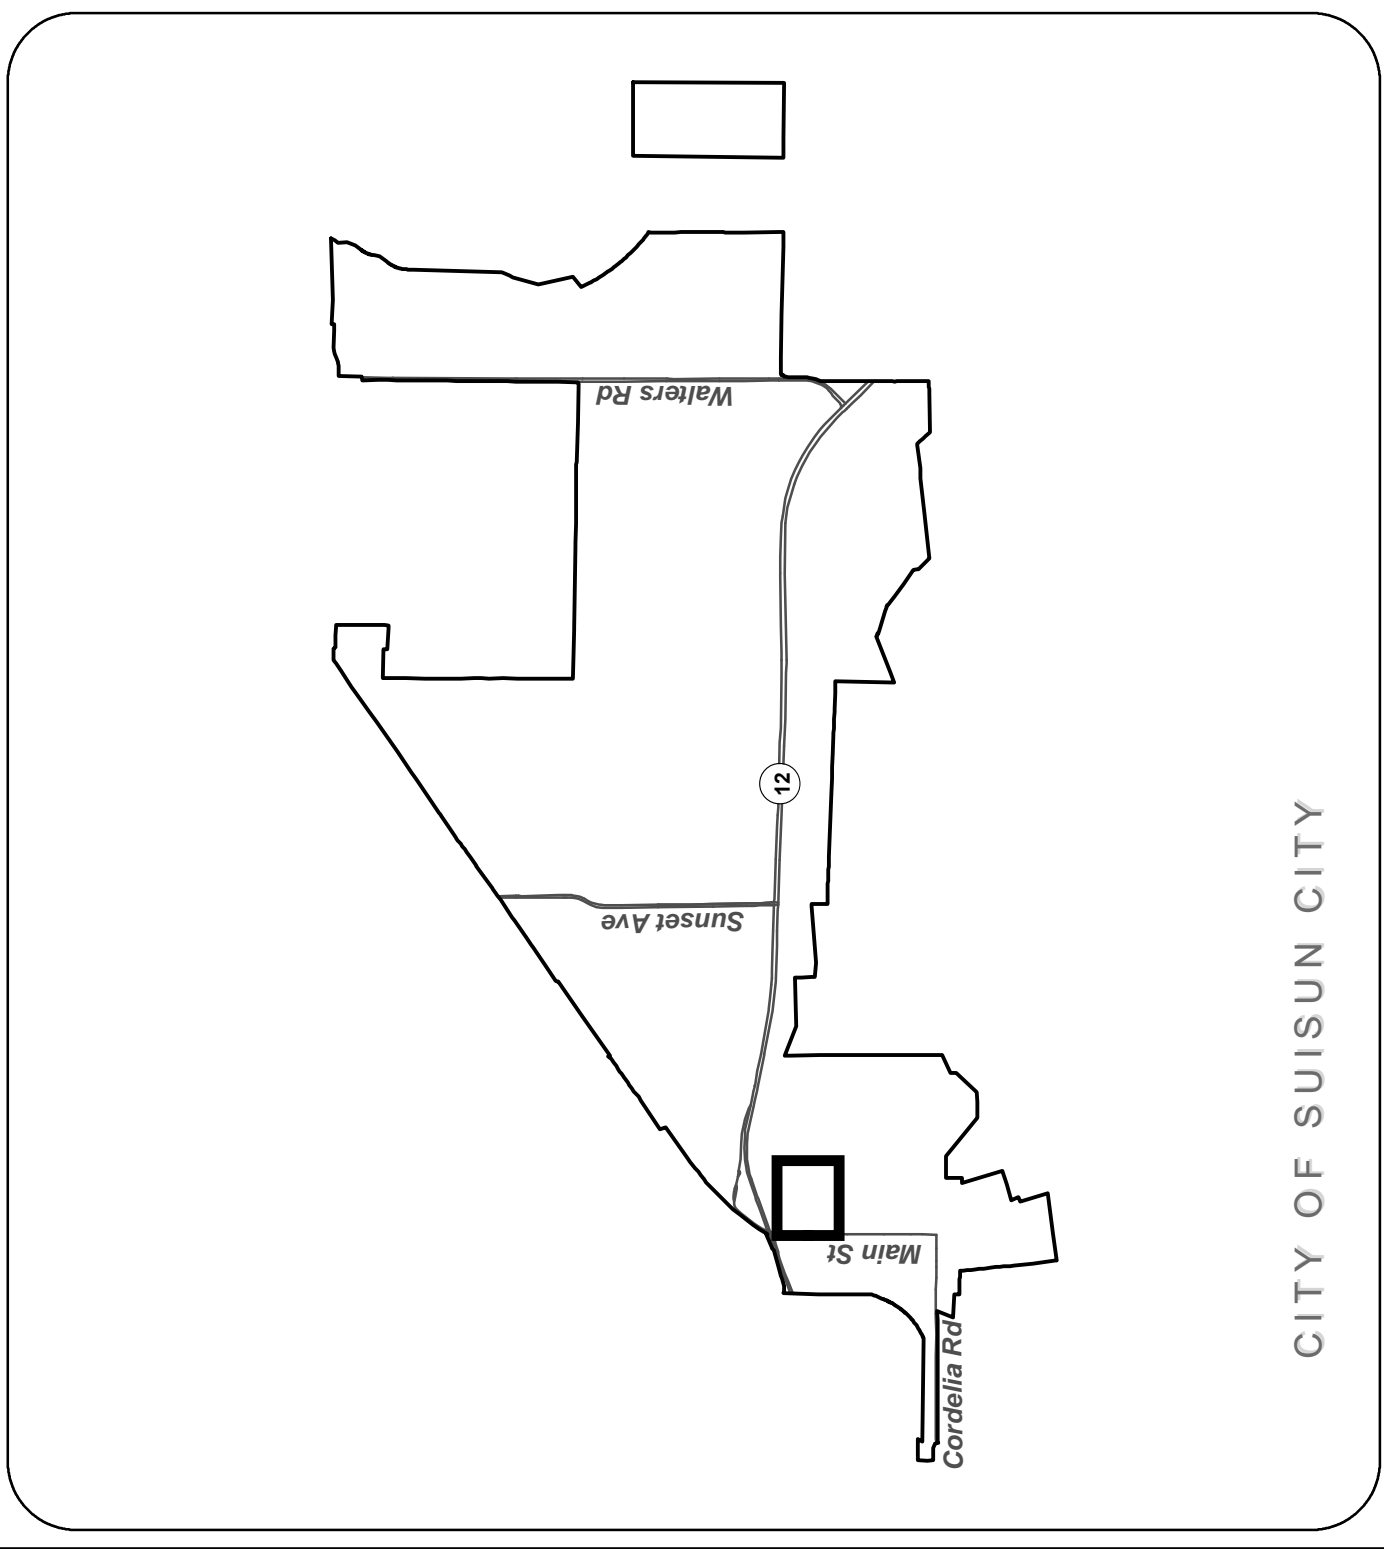 Walters Rd
12
Sunset Ave
Main St
Cordelia Rd
CITY OF SUISUN CITY